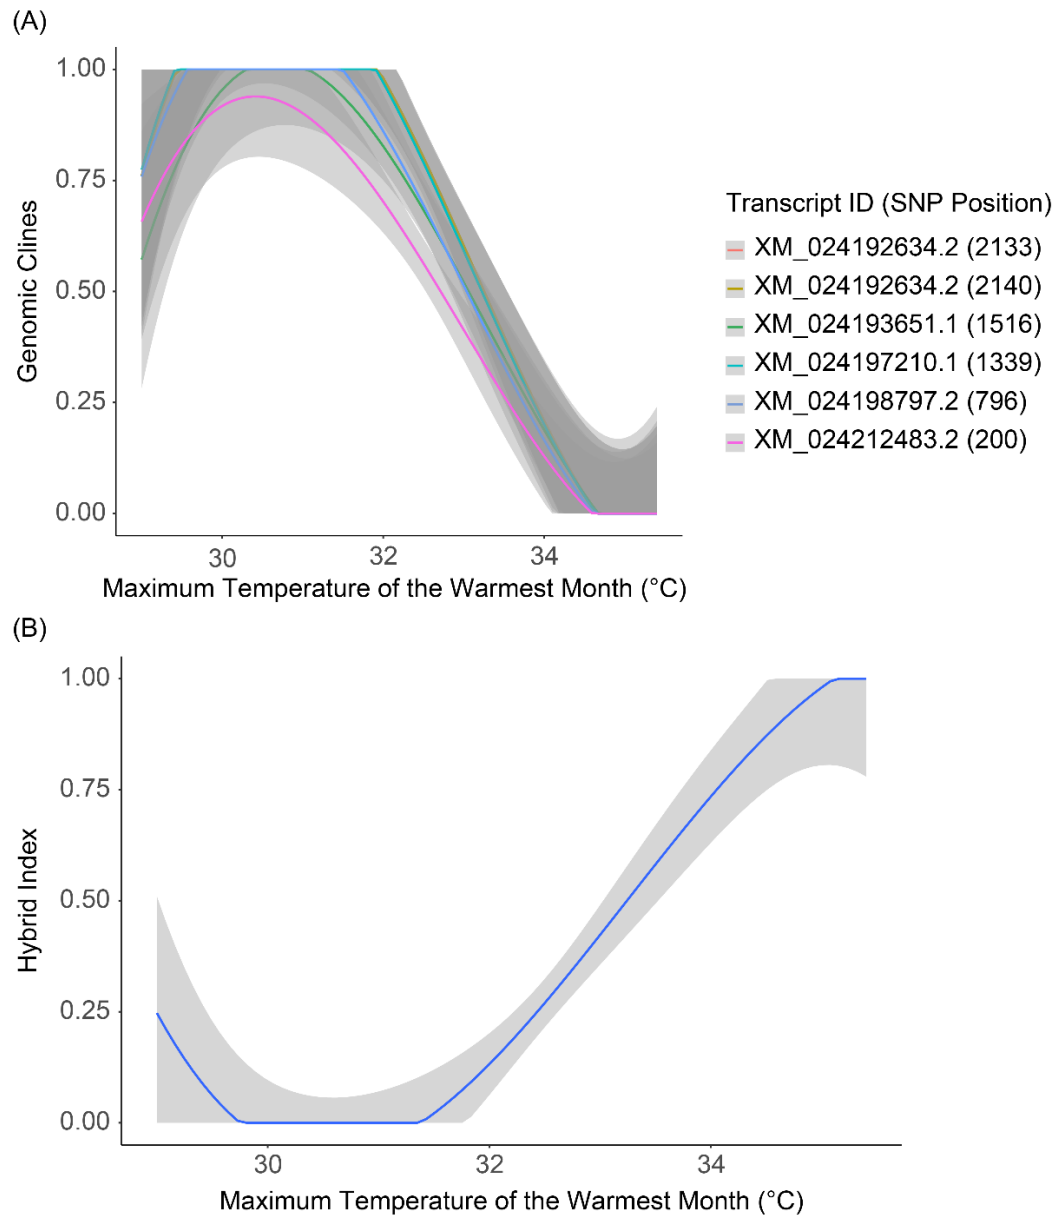 (A)
1.00
0.75
0.50
0.25
0.00
Genomic Clines
30
32
34
Maximum Temperature of the Warmest Month (°C)
Transcript ID (SNP Position)
XM_024192634.2 (2133)
XM_024192634.2 (2140)
XM_024193651.1 (1516)
XM_024197210.1 (1339)
XM_024198797.2 (796)
XM_024212483.2 (200)
(B)
1.00
0.75
0.50
0.25
0.00
Hybrid Index
30
32
34
Maximum Temperature of the Warmest Month (°C)